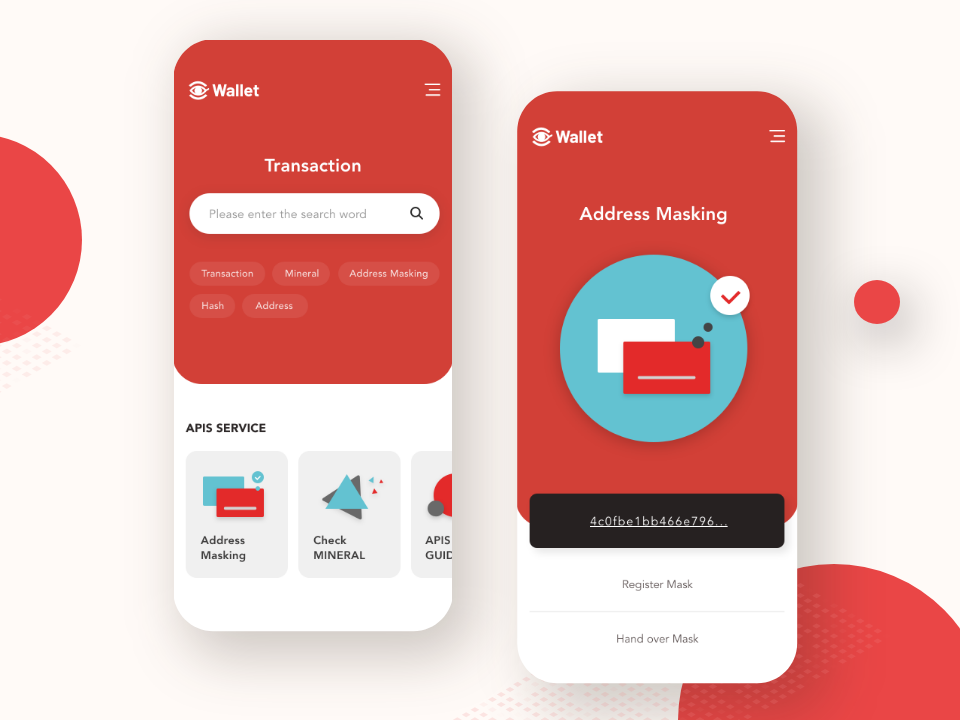 Wallet
Transaction
Please enter the search word
Transaction
Mineral
Address Masking
Hash
Address
APIS SERVICE
Address
Masking
Check
MINERAL
APIS
GUID
Wallet
Address Masking
4c0fbe1bb466e796...
Register Mask
Hand over Mask